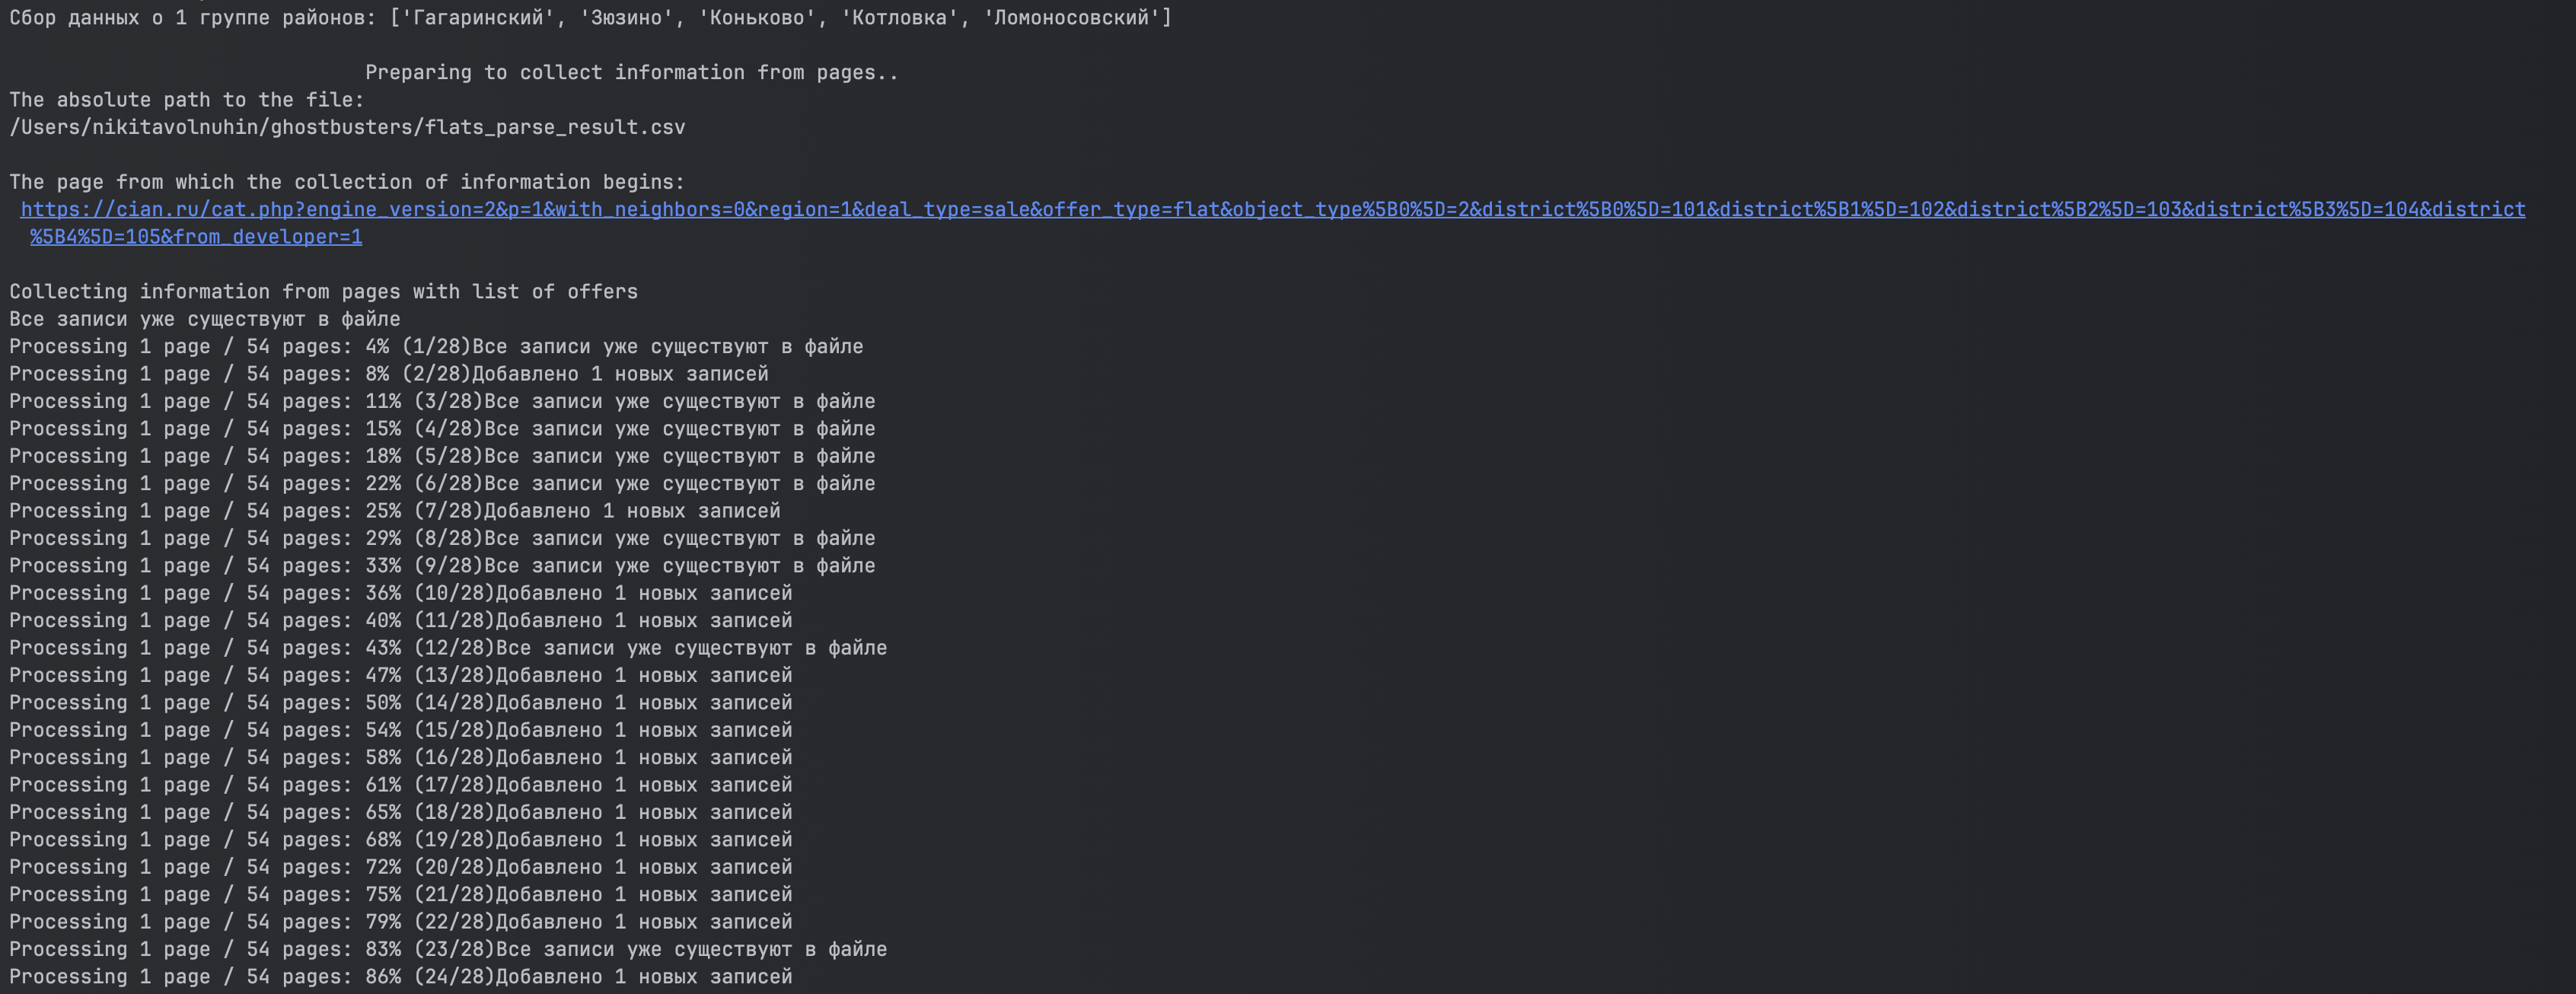 Сбор данных о 1 группе районов: ['Гагаринский', 'Зюзино', 'Коньково', 'Котловка', 'Ломоносовский']
Preparing to collect information from pages..
The absolute path to the file:
/Users/nikitavolnuhin/ghostbusters/flats_parse_result.csv
The page from which the collection of information begins:
https://cian.ru/cat.php?engine_version=2&p=1&with_neighbors=0&region=1&deal_type=sale&offer_type=flat&object_type%5B0%5D=2&district%5B0%5D=101&district%5B1%5D=102&district%5B2%5D=103&district%5B3%5D=104&district
%5B4%5D=105&from_developer=1
Collecting information from pages with list of offers
Все записи уже существуют в файле
Processing 1 page / 54 pages: 4% (1/28)Все записи уже существуют в файле
Processing 1 page / 54 pages: 8% (2/28)Добавлено 1 новых записей
Processing 1 page / 54 pages: 11% (3/28)Все записи уже существуют в файле
Processing 1 page / 54 pages: 15% (4/28)Все записи уже существуют в файле
Processing 1 page / 54 pages: 18% (5/28)Все записи уже существуют в файле
Processing 1 page / 54 pages: 22% (6/28)Все записи уже существуют в файле
Processing 1 page / 54 pages: 25% (7/28)Добавлено 1 новых записей
Processing 1 page / 54 pages: 29% (8/28)Все записи уже существуют в файле
Processing 1 page / 54 pages: 33% (9/28)Все записи уже существуют в файле
Processing 1 page / 54 pages: 36% (10/28)Добавлено 1 новых записей
Processing 1 page / 54 pages: 40% (11/28)Добавлено 1 новых записей
Processing 1 page / 54 pages: 43% (12/28)Все записи уже существуют в файле
Processing 1 page / 54 pages: 47% (13/28)Добавлено 1 новых записей
Processing 1 page / 54 pages: 50% (14/28)Добавлено 1 новых записей
Processing 1 page / 54 pages: 54% (15/28)Добавлено 1 новых записей
Processing 1 page / 54 pages: 58% (16/28)Добавлено 1 новых записей
Processing 1 page / 54 pages: 61% (17/28)Добавлено 1 новых записей
Processing 1 page / 54 pages: 65% (18/28)Добавлено 1 новых записей
Processing 1 page / 54 pages: 68% (19/28)Добавлено 1 новых записей
Processing 1 page / 54 pages: 72% (20/28)Добавлено 1 новых записей
Processing 1 page / 54 pages: 75% (21/28)Добавлено 1 новых записей
Processing 1 page / 54 pages: 79% (22/28)Добавлено 1 новых записей
Processing 1 page / 54 pages: 83% (23/28)Все записи уже существуют в файле
Processing 1 page / 54 pages: 86% (24/28)Добавлено 1 новых записей